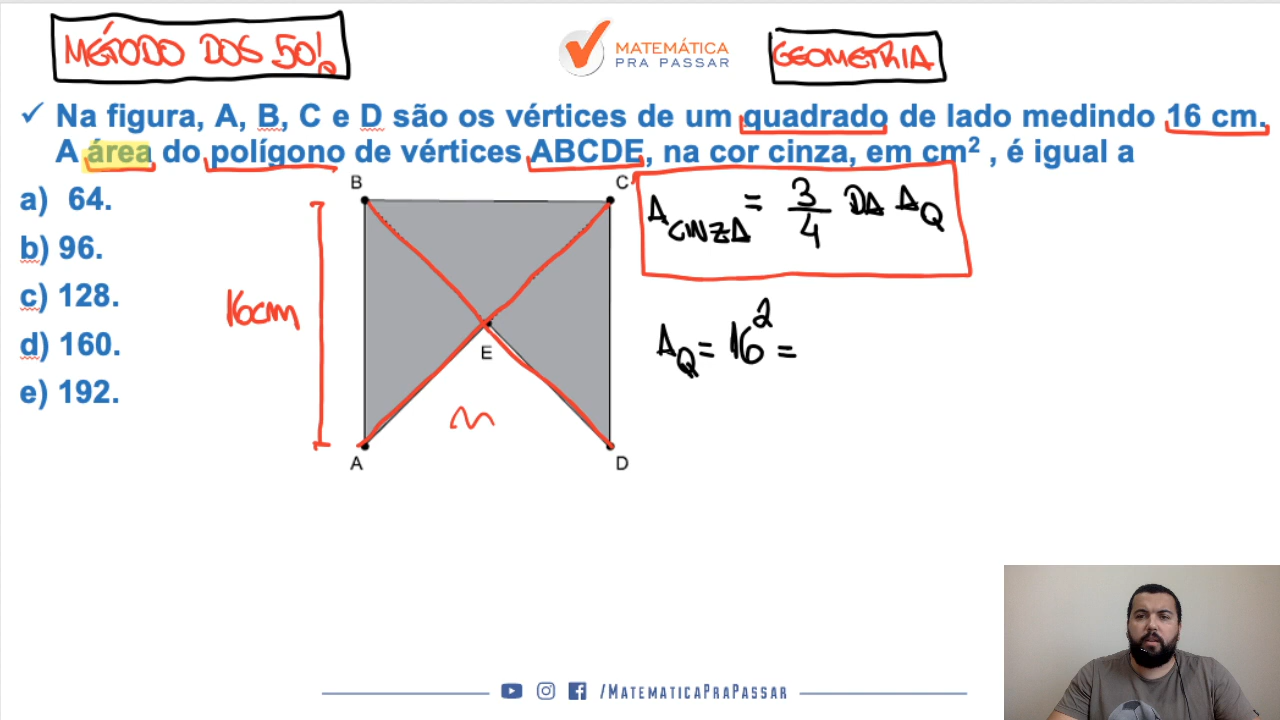 MÉTODO DOS 50!
MATEMÁTICA
PRA PASSAR
GEOMETRIA
✓ Na figura, A, B, C e D são os vértices de um quadrado de lado medindo 16 cm.
A área do polígono de vértices ABCDE, na cor cinza, em cm², é igual a
a) 64.
b) 96.
c) 128.
d) 160.
e) 192.
B
C
16cm
E
A
D
A CINZA = 3/4 DA AQ
AQ = 16² =
/MATEMATICAPRAPASSAR